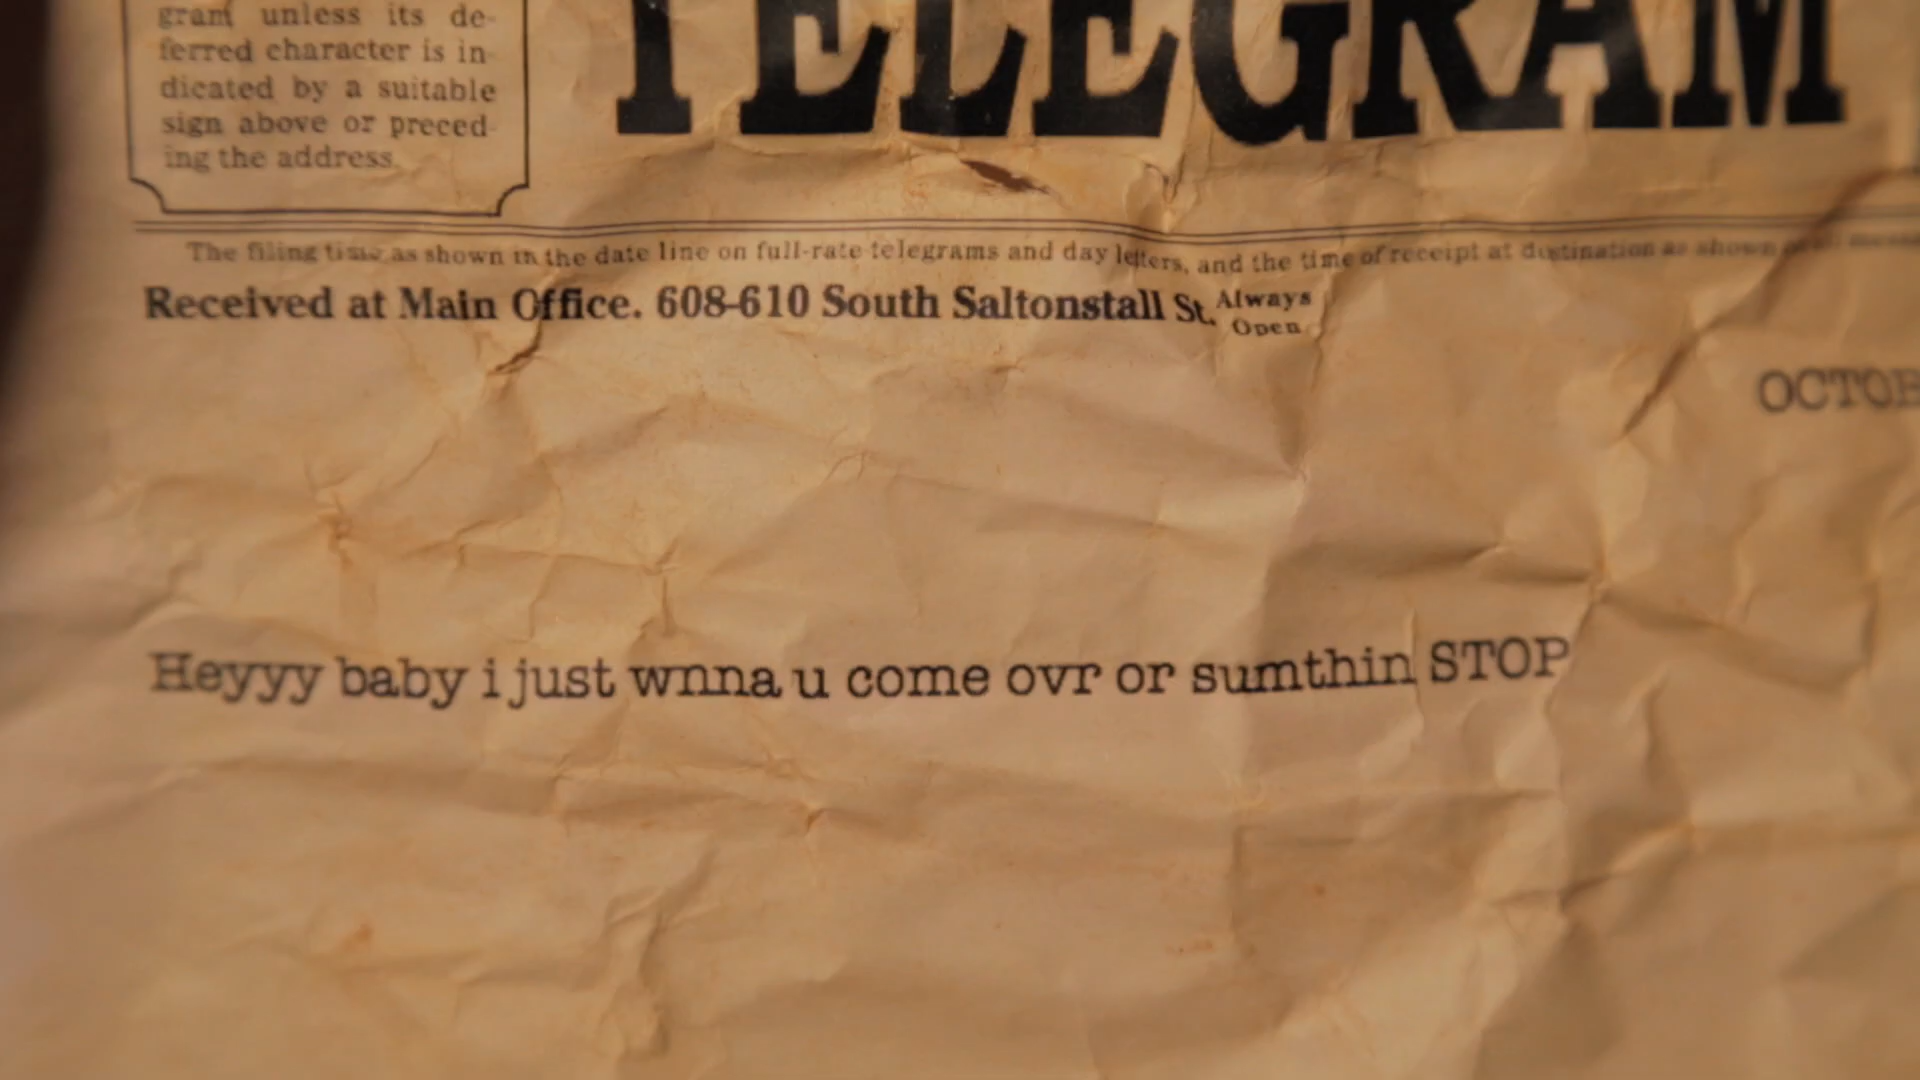 gram unless its de-
ferred character is in-
dicated by a suitable
sign above or preced-
ing the address.
TELEGRAM
The filing time as shown in the date line on full-rate telegrams and day letters, and the time of receipt at destination as shown
Received at Main Office. 608-610 South Saltonstall St. Always Open
OCTOB
Heyyy baby i just wnna u come ovr or sumthin STOP